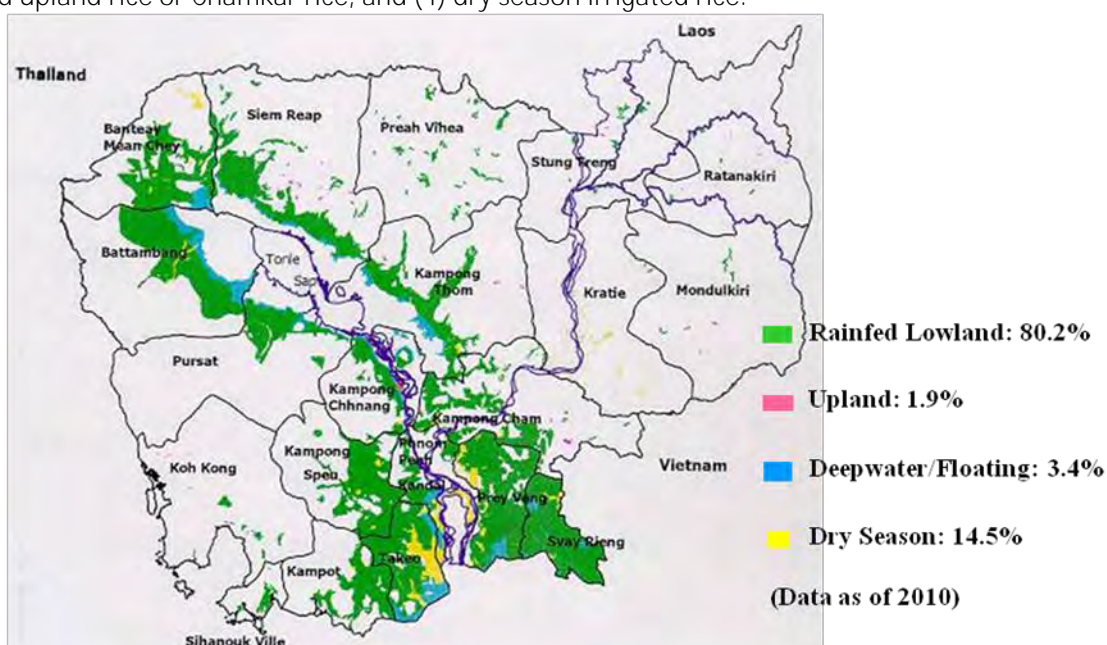 d upland rice or chamkar rice, and (4) dry season irrigated rice.
Laos
Thailand
Siem Reap
Banteay
Mean Chey
Preah Vihea
Stung Treng
Ratanakiri
Battambang
Tonle
Sap
Kampong
Thom
Kratie
Mondulkiri
Rainfed Lowland: 80.2%
Pursat
Kampong
Chhnang
Upland: 1.9%
Kampong Cham
Phnom
Penh
Kampong
Speu
Koh Kong
Vietnam
Deepwater/Floating: 3.4%
Kandal
Prey Veng
Dry Season: 14.5%
Svay Rieng
Takeo
Kampot
(Data as of 2010)
Sihanouk Ville